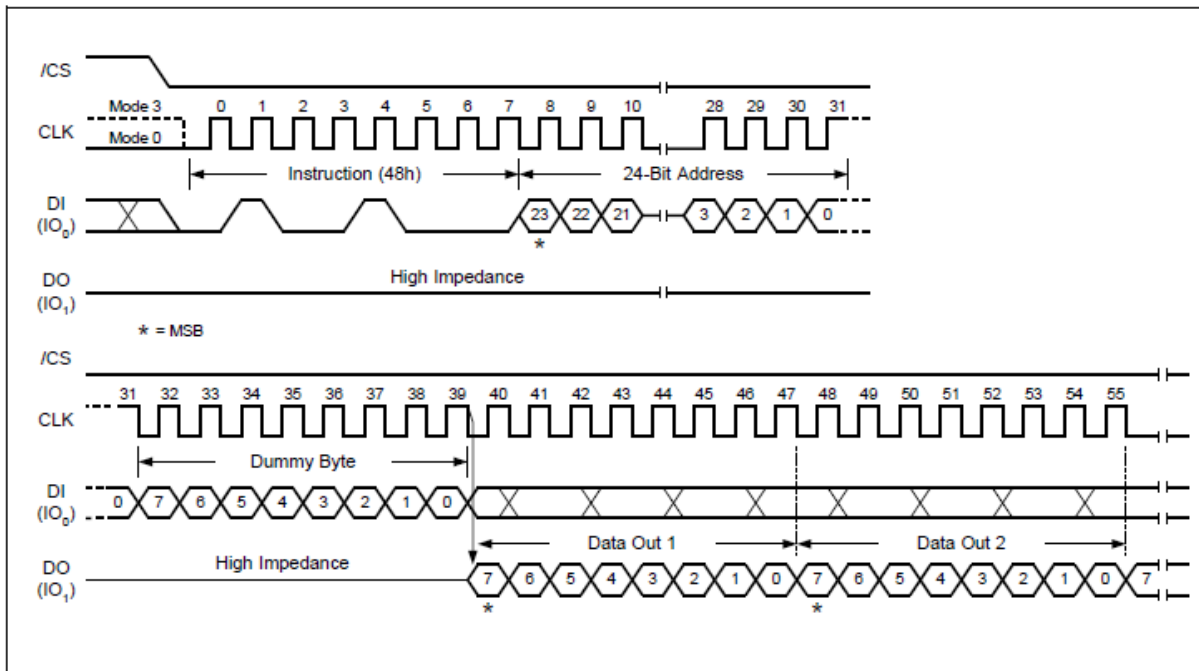 /CS
Mode 3 0 1 2 3 4 5 6 7 8 9 10 28 29 30 31
CLK
Mode 0
Instruction (48h) 24-Bit Address
DI
(IO0) 23 22 21 3 2 1 0
*
High Impedance
DO
(IO1)
* = MSB
/CS
31 32 33 34 35 36 37 38 39 40 41 42 43 44 45 46 47 48 49 50 51 52 53 54 55
CLK
Dummy Byte
DI
(IO0) 0 7 6 5 4 3 2 1 0
Data Out 1 Data Out 2
High Impedance
DO
(IO1) 7 6 5 4 3 2 1 0 7 6 5 4 3 2 1 0 7
* *